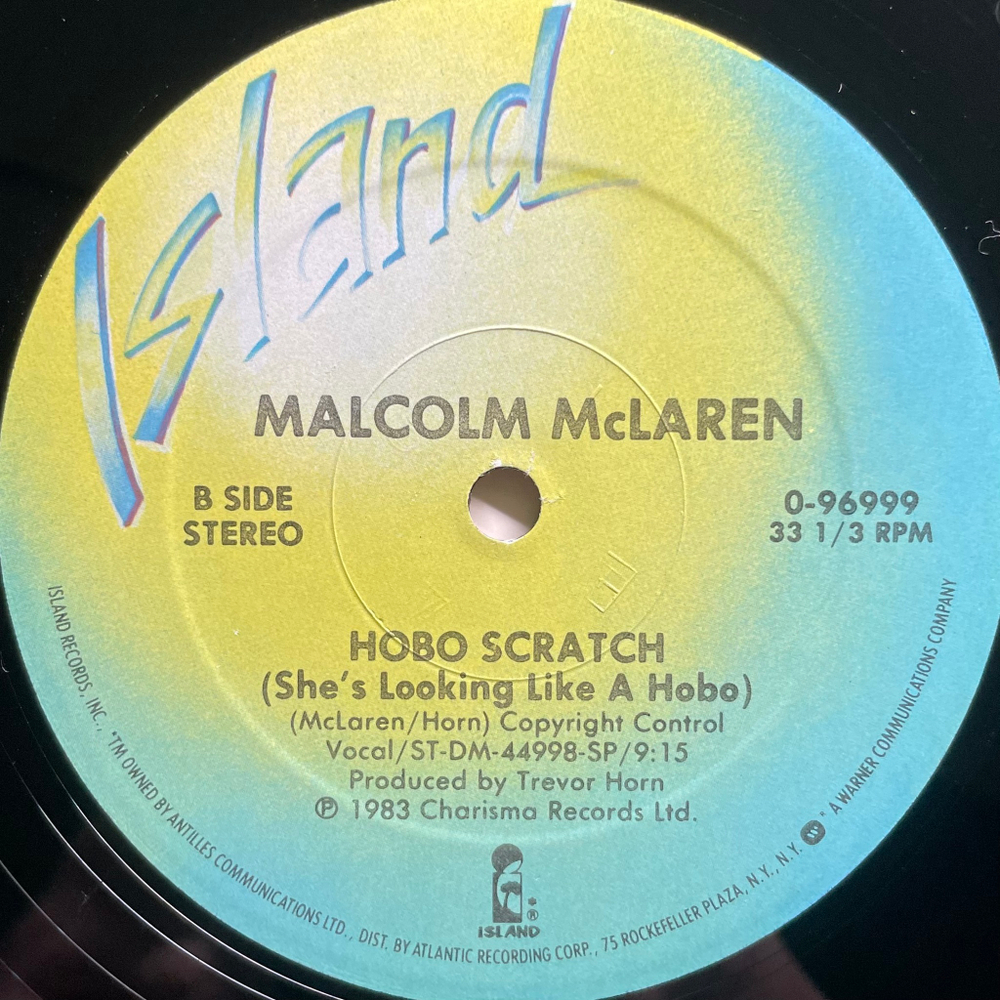 Island
MALCOLM McLAREN
B SIDE
STEREO
0-96999
33 1/3 RPM
HOBO SCRATCH
(She's Looking Like A Hobo)
(McLaren/Horn) Copyright Control
Vocal/ST-DM-44998-SP/9:15
Produced by Trevor Horn
℗ 1983 Charisma Records Ltd.
*®
ISLAND
ISLAND RECORDS, INC., *TM OWNED BY ANTILLES COMMUNICATIONS LTD., DIST. BY ATLANTIC RECORDING CORP., 75 ROCKEFELLER PLAZA, N.Y., N.Y. * A WARNER COMMUNICATIONS COMPANY